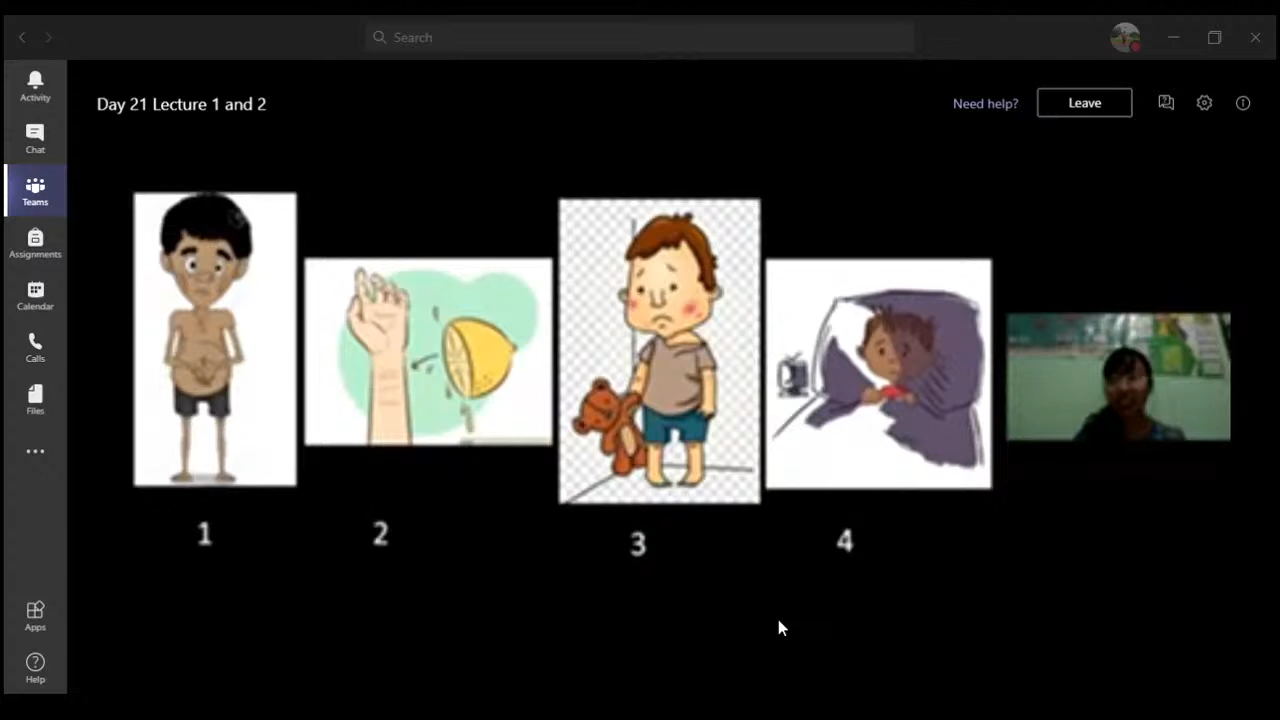 Search
Activity
Chat
Teams
Assignments
Calendar
Calls
Files
Apps
Help
Day 21 Lecture 1 and 2
Need help?
Leave
1
2
3
4